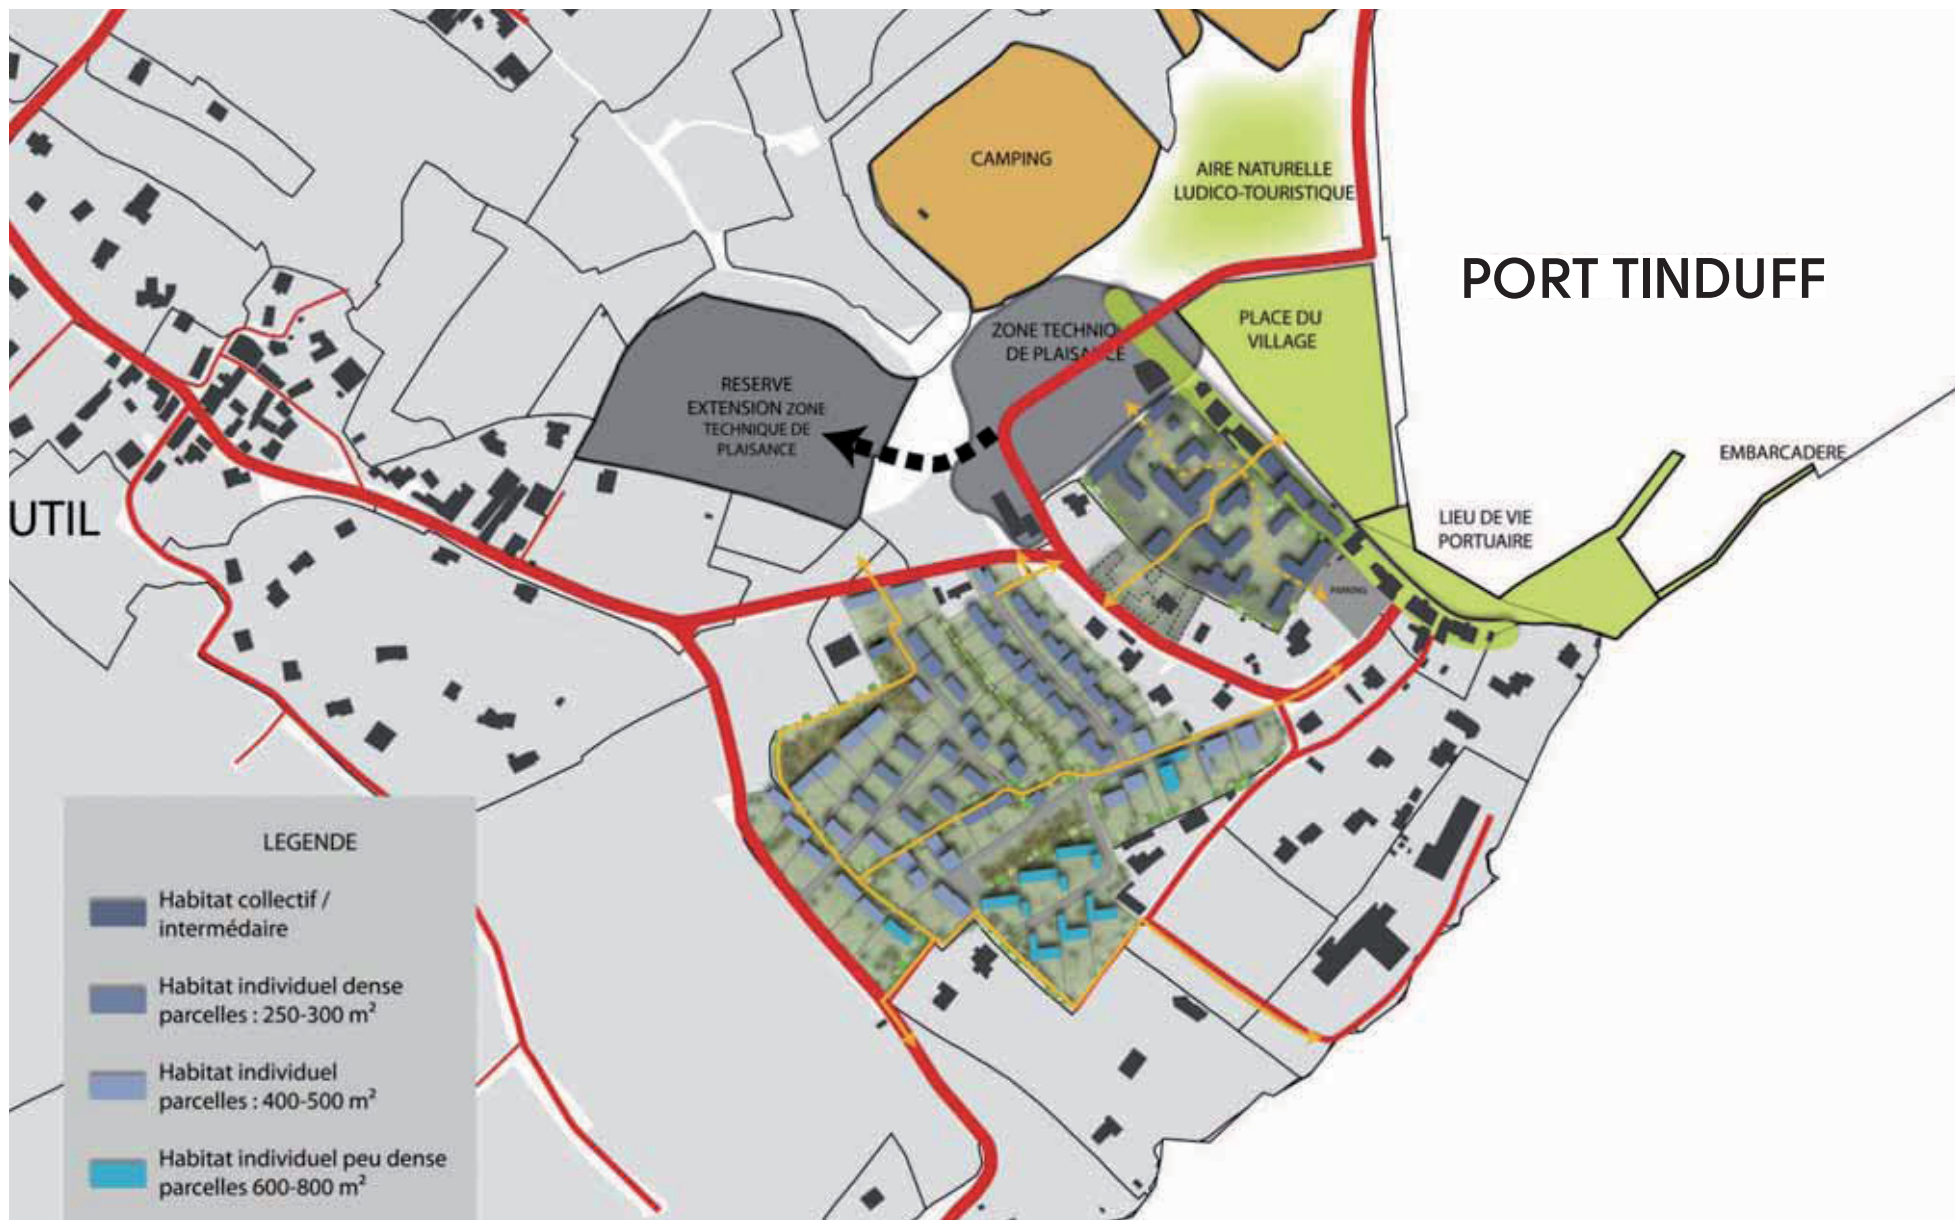 CAMPING
AIRE NATURELLE
LUDICO-TOURISTIQUE
PORT TINDUFF
ZONE TECHNIQ
DE PLAISANCE
PLACE DU
VILLAGE
RESERVE
EXTENSION ZONE
TECHNIQUE DE
PLAISANCE
EMBARCADERE
UTIL
LIEU DE VIE
PORTUAIRE
PARKING
LEGENDE
Habitat collectif /
intermédaire
Habitat individuel dense
parcelles : 250-300 m²
Habitat individuel
parcelles : 400-500 m²
Habitat individuel peu dense
parcelles 600-800 m²